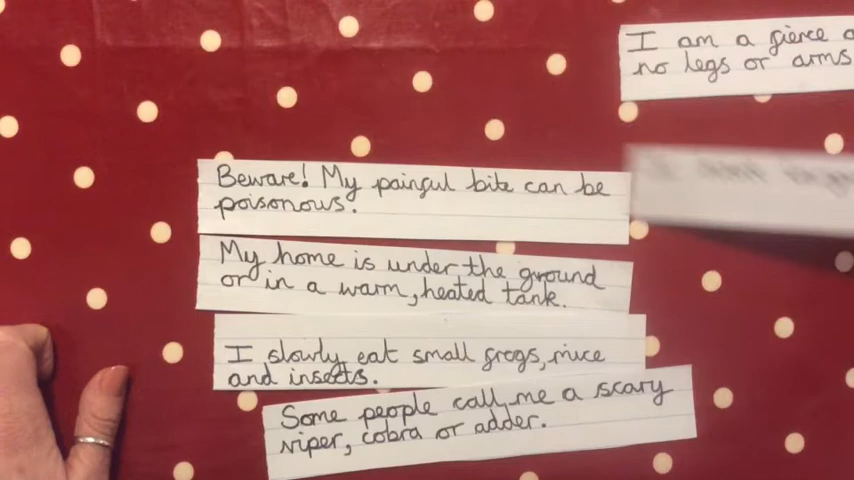 I am a fierce
no legs or arms
Beware! My painful bite can be
poisonous.
My home is under the ground
or in a warm, heated tank.
I slowly eat small frogs, mice
and insects.
Some people call me a scary
viper, cobra or adder.